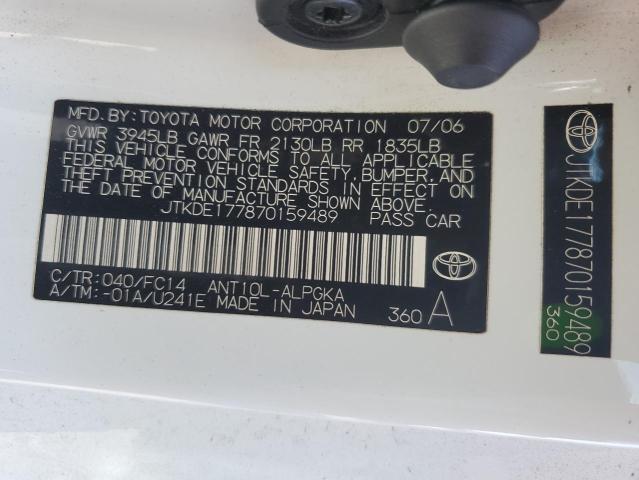 MFD. BY: TOYOTA MOTOR CORPORATION 07/06
GVWR 3945LB GAWR FR 2130LB RR 1835LB
THIS VEHICLE CONFORMS TO ALL APPLICABLE
FEDERAL MOTOR VEHICLE SAFETY, BUMPER, AND
THEFT PREVENTION STANDARDS IN EFFECT ON
THE DATE OF MANUFACTURE SHOWN ABOVE.
JTKDE177870159489 PASS CAR
C/TR: 040/FC14 ANT10L-ALPGKA
A/TM: -01A/U241E MADE IN JAPAN 360 A
JTKDE177870159489
360